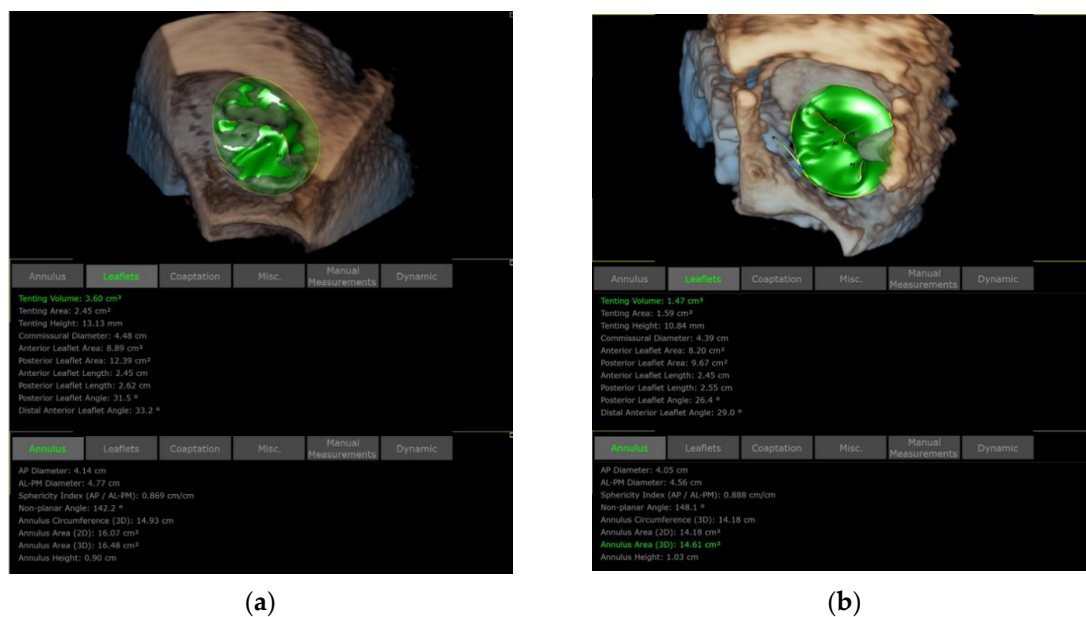 Annulus Leaflets Coaptation Misc. Manual Measurements Dynamic
Tenting Volume: 3.60 cm³
Tenting Area: 2.45 cm²
Tenting Height: 13.13 mm
Commissural Diameter: 4.48 cm
Anterior Leaflet Area: 8.89 cm²
Posterior Leaflet Area: 12.39 cm²
Anterior Leaflet Length: 2.45 cm
Posterior Leaflet Length: 2.62 cm
Posterior Leaflet Angle: 31.5 °
Distal Anterior Leaflet Angle: 33.2 °
Annulus Leaflets Coaptation Misc. Manual Measurements Dynamic
AP Diameter: 4.14 cm
AL-PM Diameter: 4.77 cm
Sphericity Index (AP / AL-PM): 0.869 cm/cm
Non-planar Angle: 142.2 °
Annulus Circumference (3D): 14.93 cm
Annulus Area (2D): 16.07 cm²
Annulus Area (3D): 16.48 cm²
Annulus Height: 0.90 cm
(a)
Annulus Leaflets Coaptation Misc. Manual Measurements Dynamic
Tenting Volume: 1.47 cm³
Tenting Area: 1.59 cm²
Tenting Height: 10.84 mm
Commissural Diameter: 4.39 cm
Anterior Leaflet Area: 8.20 cm²
Posterior Leaflet Area: 9.67 cm²
Anterior Leaflet Length: 2.45 cm
Posterior Leaflet Length: 2.55 cm
Posterior Leaflet Angle: 26.4 °
Distal Anterior Leaflet Angle: 29.0 °
Annulus Leaflets Coaptation Misc. Manual Measurements Dynamic
AP Diameter: 4.05 cm
AL-PM Diameter: 4.56 cm
Sphericity Index (AP / AL-PM): 0.888 cm/cm
Non-planar Angle: 148.1 °
Annulus Circumference (3D): 14.18 cm
Annulus Area (2D): 14.18 cm²
Annulus Area (3D): 14.61 cm²
Annulus Height: 1.03 cm
(b)